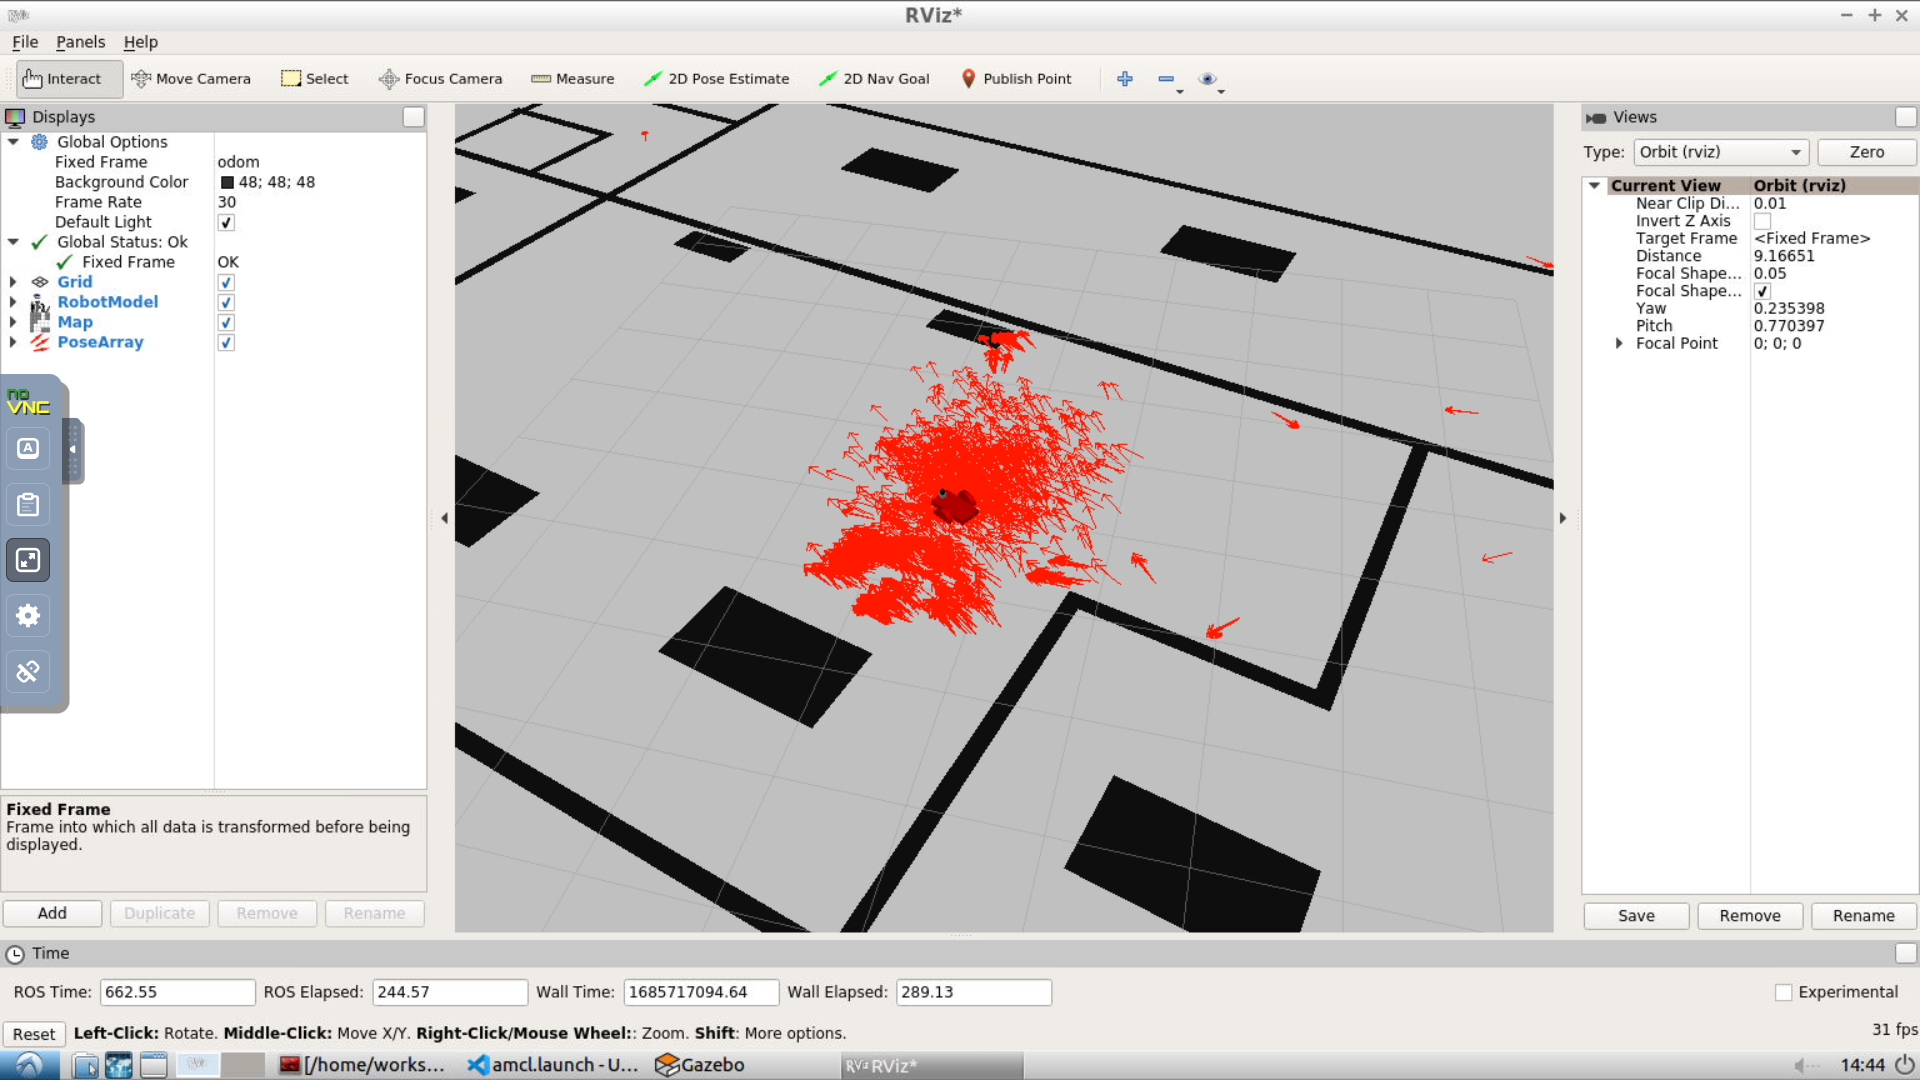 RViz*
File Panels Help
Interact Move Camera Select Focus Camera Measure 2D Pose Estimate 2D Nav Goal Publish Point
Displays
Global Options
Fixed Frame odom
Background Color 48; 48; 48
Frame Rate 30
Default Light
Global Status: Ok
Fixed Frame OK
Grid
RobotModel
Map
PoseArray
no
VNC
A
Fixed Frame
Frame into which all data is transformed before being
displayed.
Add Duplicate Remove Rename
Views
Type: Orbit (rviz) Zero
Current View Orbit (rviz)
Near Clip Di... 0.01
Invert Z Axis
Target Frame <Fixed Frame>
Distance 9.16651
Focal Shape... 0.05
Focal Shape...
Yaw 0.235398
Pitch 0.770397
Focal Point 0; 0; 0
Save Remove Rename
Time
ROS Time: 662.55 ROS Elapsed: 244.57 Wall Time: 1685717094.64 Wall Elapsed: 289.13 Experimental
Reset Left-Click: Rotate. Middle-Click: Move X/Y. Right-Click/Mouse Wheel:: Zoom. Shift: More options. 31 fps
[/home/works... amcl.launch - U... Gazebo RViz RViz* 14:44